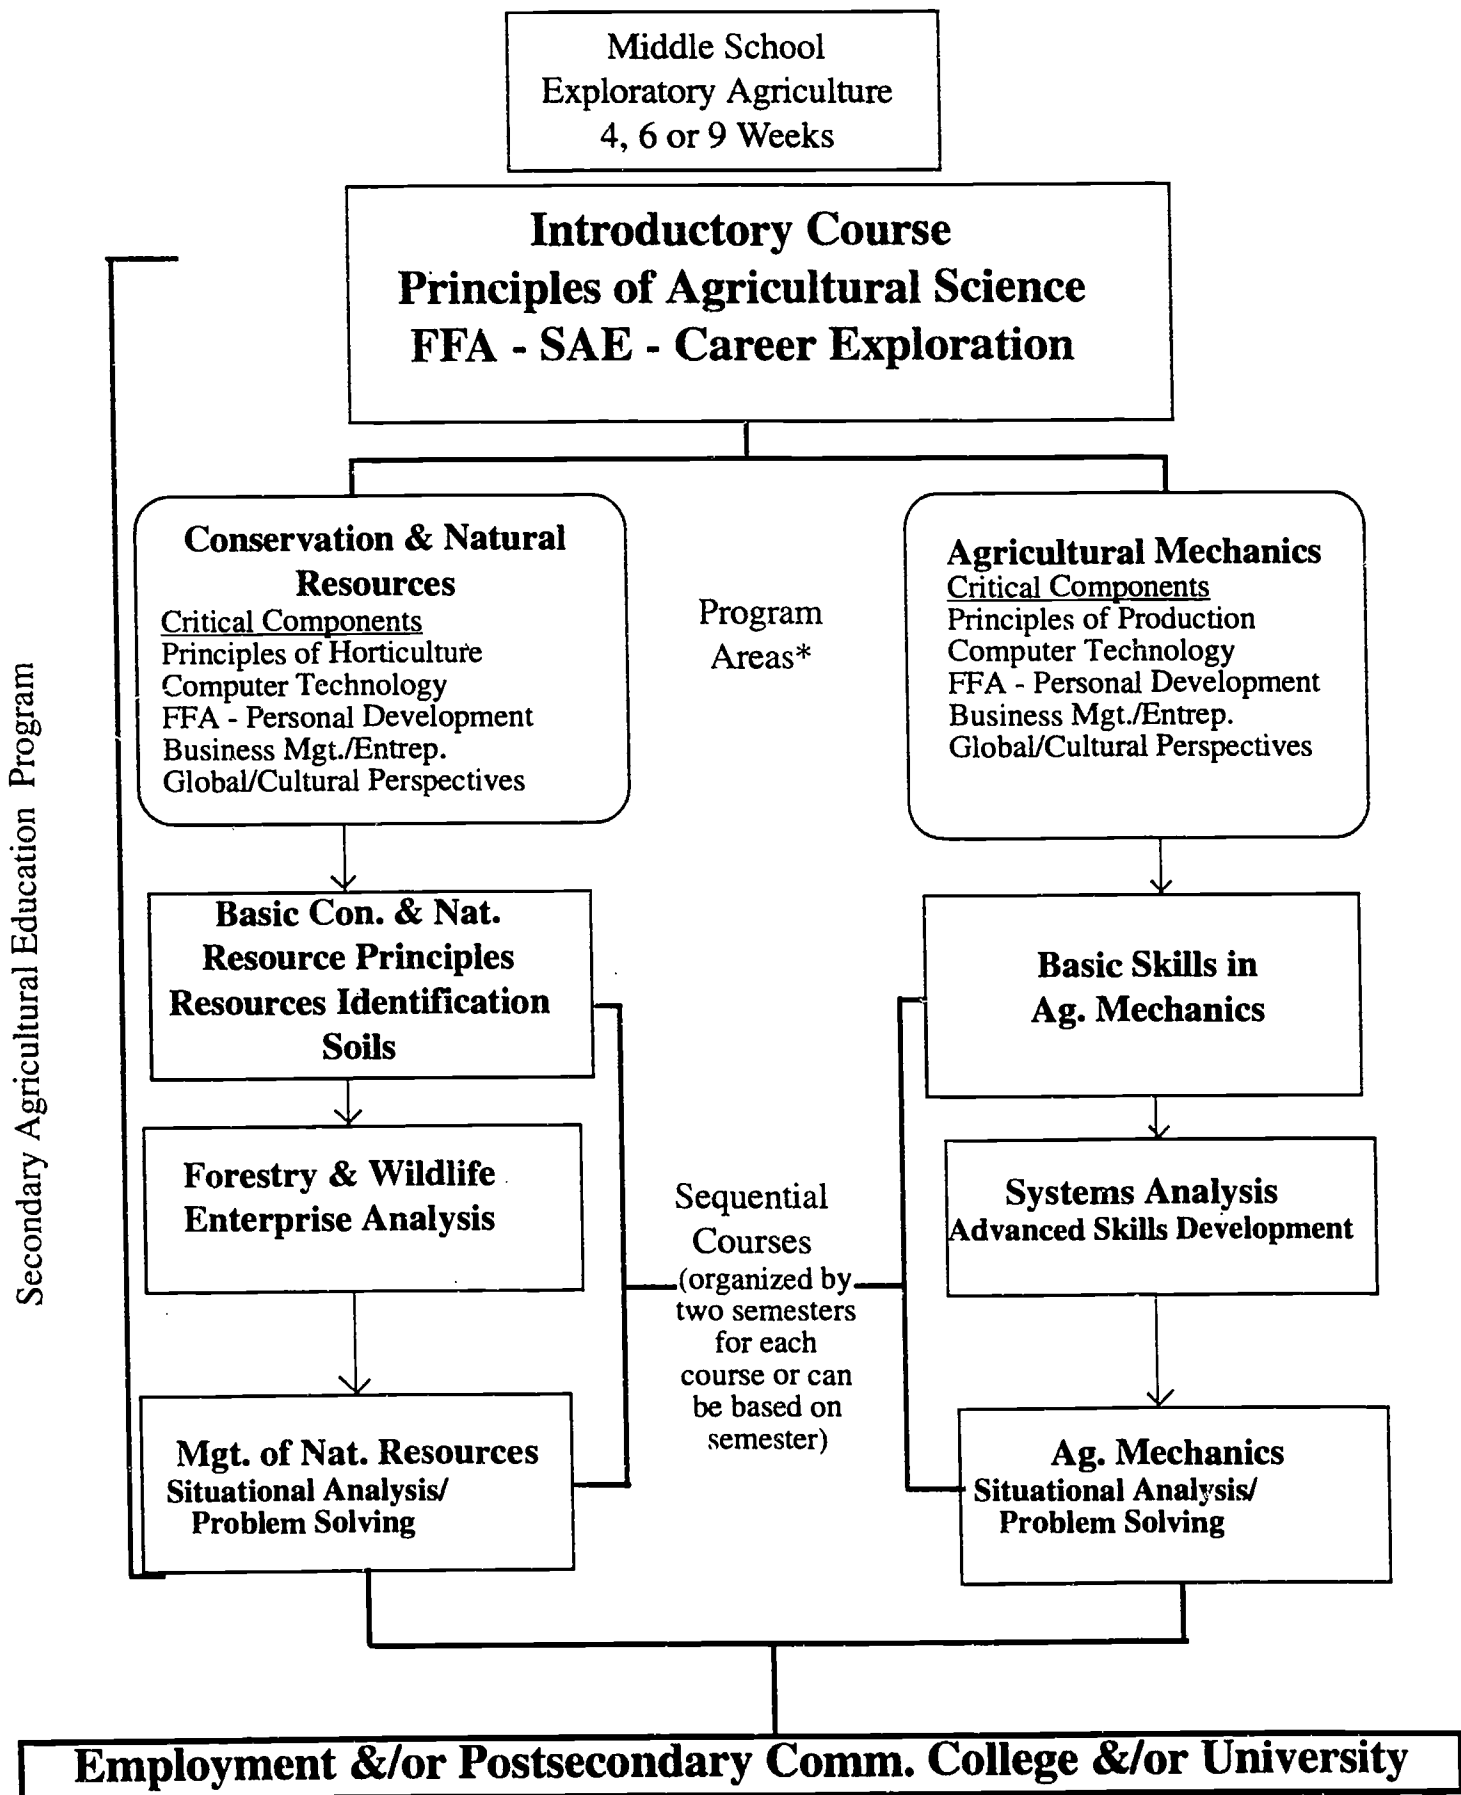 Middle School
Exploratory Agriculture
4, 6 or 9 Weeks
Introductory Course
Principles of Agricultural Science
FFA - SAE - Career Exploration
Secondary Agricultural Education Program
Conservation & Natural
Resources
Critical Components
Principles of Horticulture
Computer Technology
FFA - Personal Development
Business Mgt./Entrep.
Global/Cultural Perspectives
Program
Areas*
Agricultural Mechanics
Critical Components
Principles of Production
Computer Technology
FFA - Personal Development
Business Mgt./Entrep.
Global/Cultural Perspectives
Basic Con. & Nat.
Resource Principles
Resources Identification
Soils
Forestry & Wildlife
Enterprise Analysis
Mgt. of Nat. Resources
Situational Analysis/
Problem Solving
Sequential
Courses
(organized by
two semesters
for each
course or can
be based on
semester)
Basic Skills in
Ag. Mechanics
Systems Analysis
Advanced Skills Development
Ag. Mechanics
Situational Analysis/
Problem Solving
Employment &/or Postsecondary Comm. College &/or University